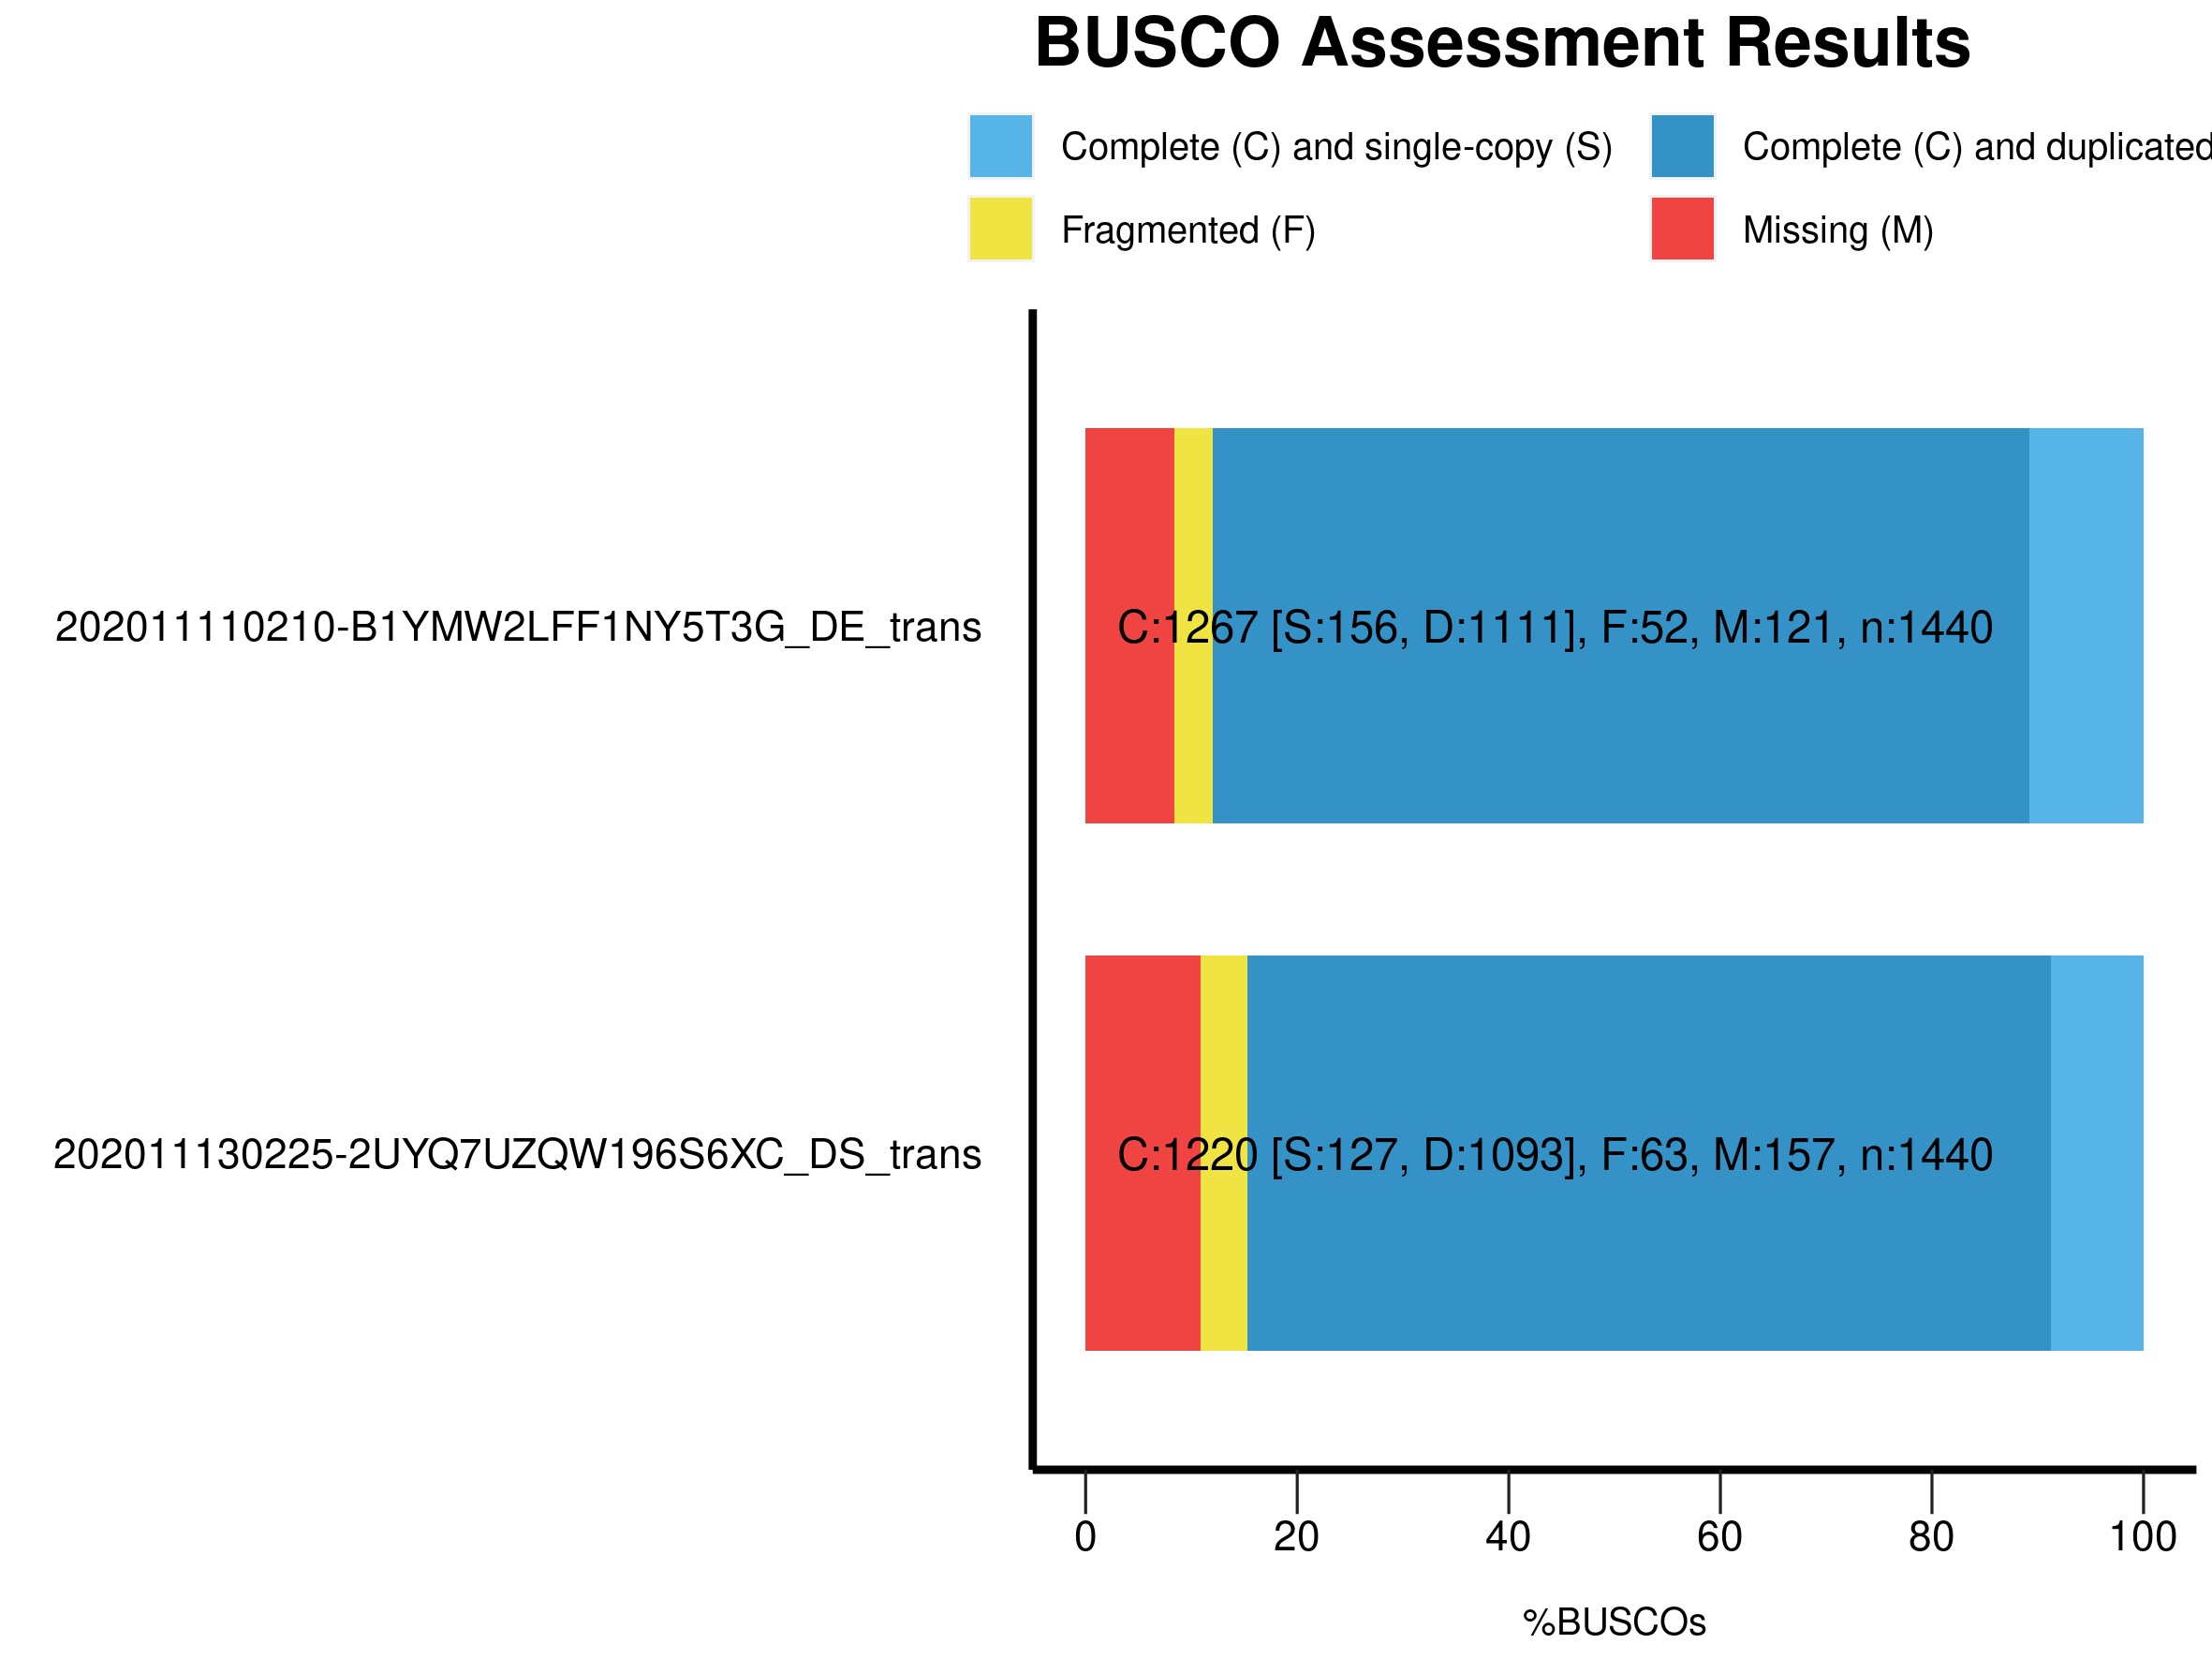 BUSCO Assessment Results
Complete (C) and single-copy (S)
Complete (C) and duplicated
Fragmented (F)
Missing (M)
202011110210-B1YMW2LFF1NY5T3G_DE_trans
C:1267 [S:156, D:1111], F:52, M:121, n:1440
202011130225-2UYQ7UZQW196S6XC_DS_trans
C:1220 [S:127, D:1093], F:63, M:157, n:1440
0 20 40 60 80 100
%BUSCOs